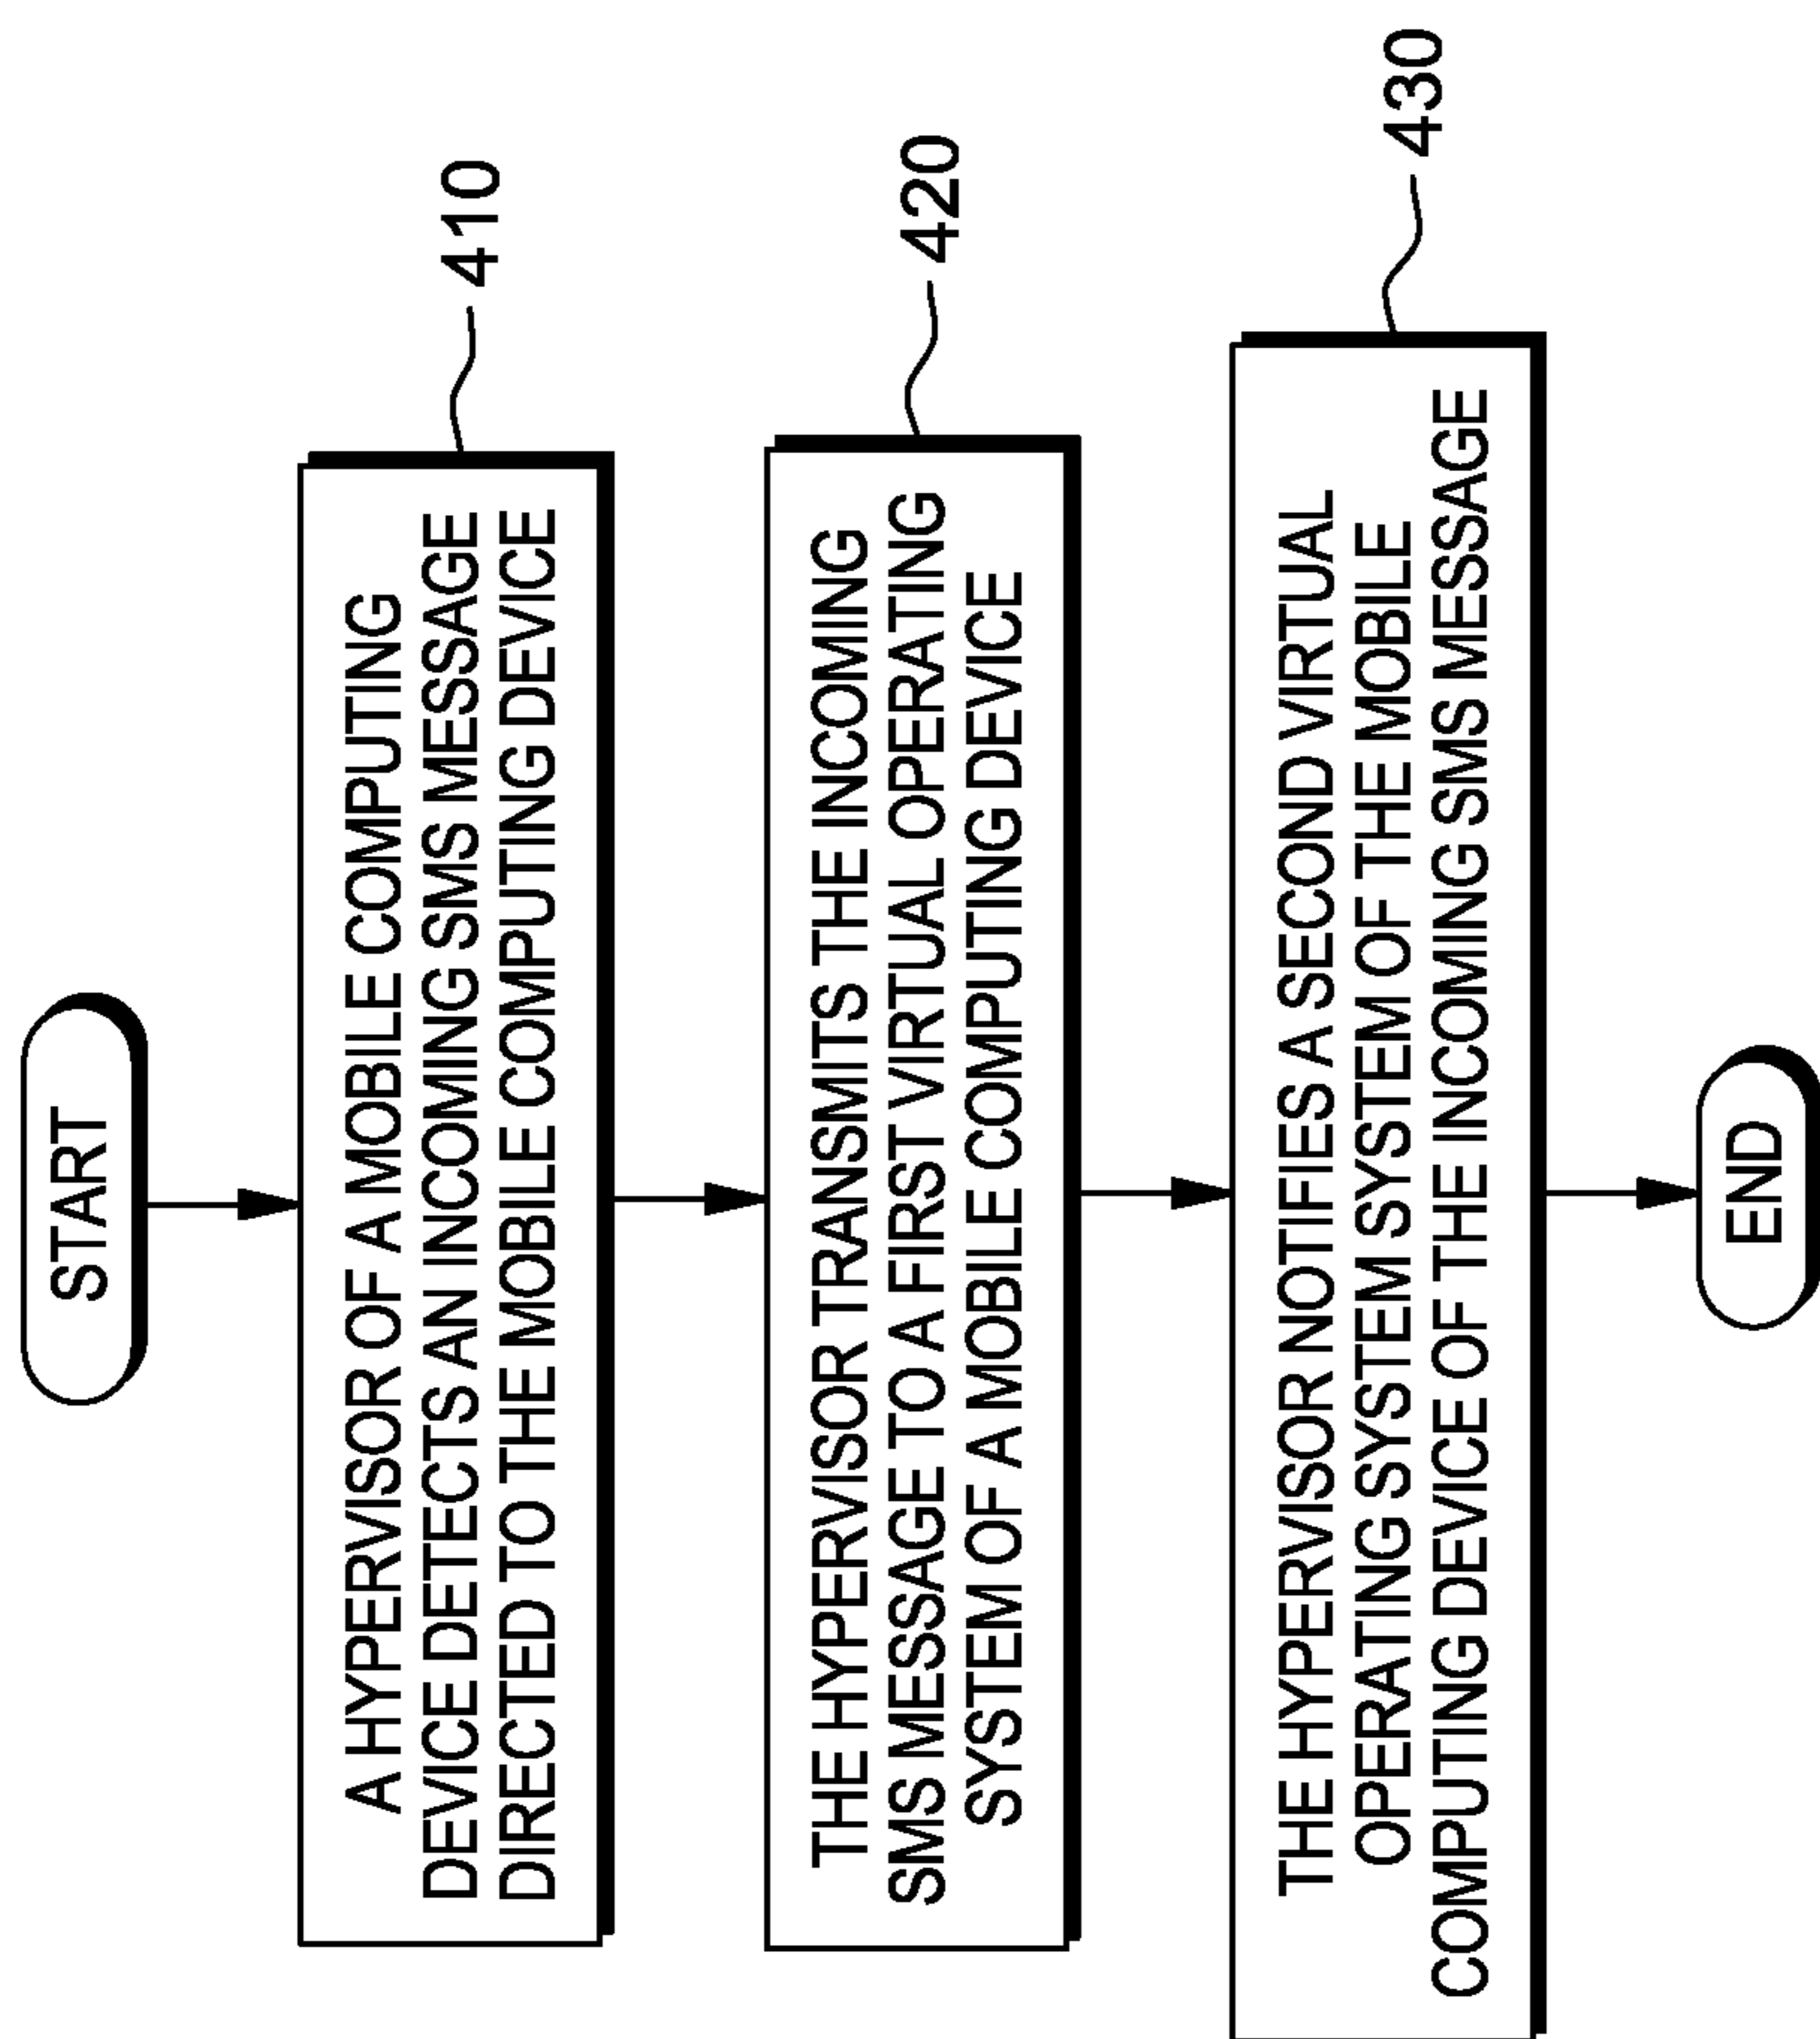 START
A HYPERVISOR OF A MOBILE COMPUTING
DEVICE DETECTS AN INCOMING SMS MESSAGE
DIRECTED TO THE MOBILE COMPUTING DEVICE
410
THE HYPERVISOR TRANSMITS THE INCOMING
SMS MESSAGE TO A FIRST VIRTUAL OPERATING
SYSTEM OF A MOBILE COMPUTING DEVICE
420
THE HYPERVISOR NOTIFIES A SECOND VIRTUAL
OPERATING SYSTEM SYSTEM OF THE MOBILE
COMPUTING DEVICE OF THE INCOMING SMS MESSAGE
430
END